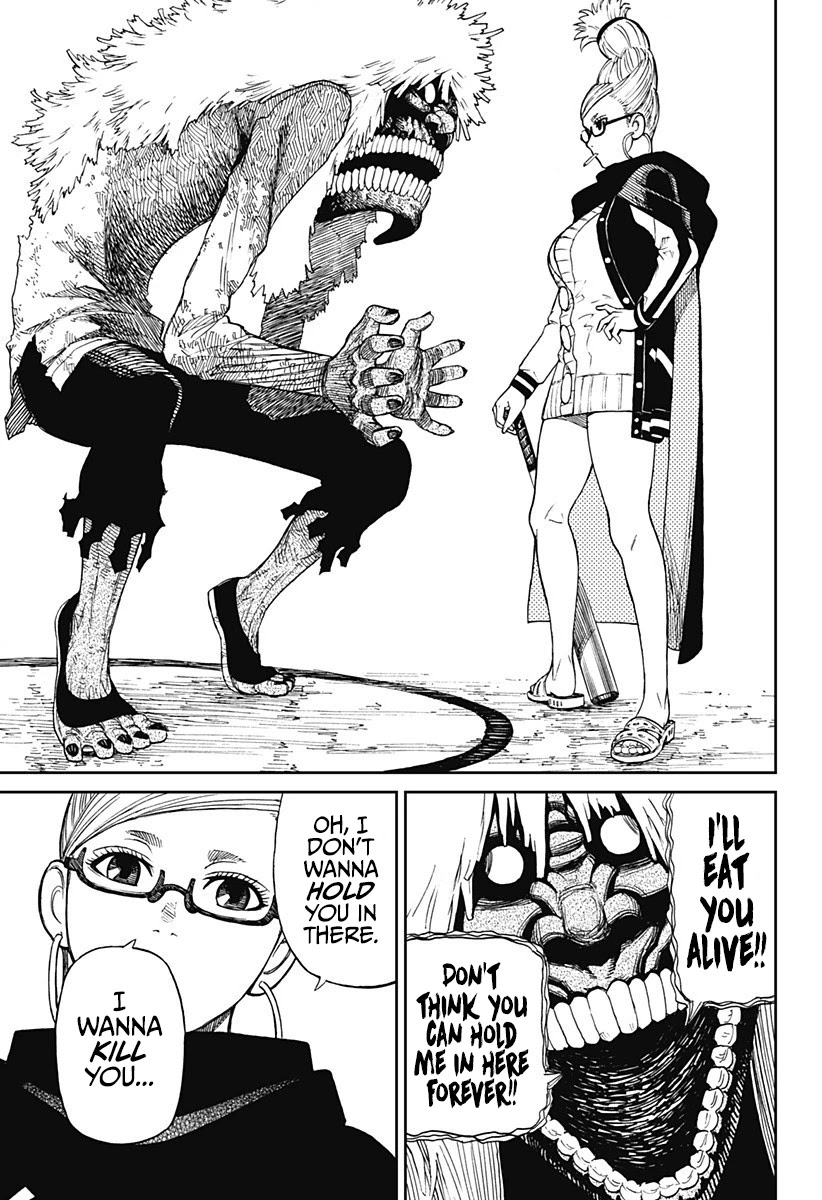 I'LL
EAT
YOU
ALIVE!!
DON'T
THINK YOU
CAN HOLD
ME IN HERE
FOREVER!!
OH, I
DON'T
WANNA
HOLD
YOU IN
THERE.
I
WANNA
KILL
YOU...